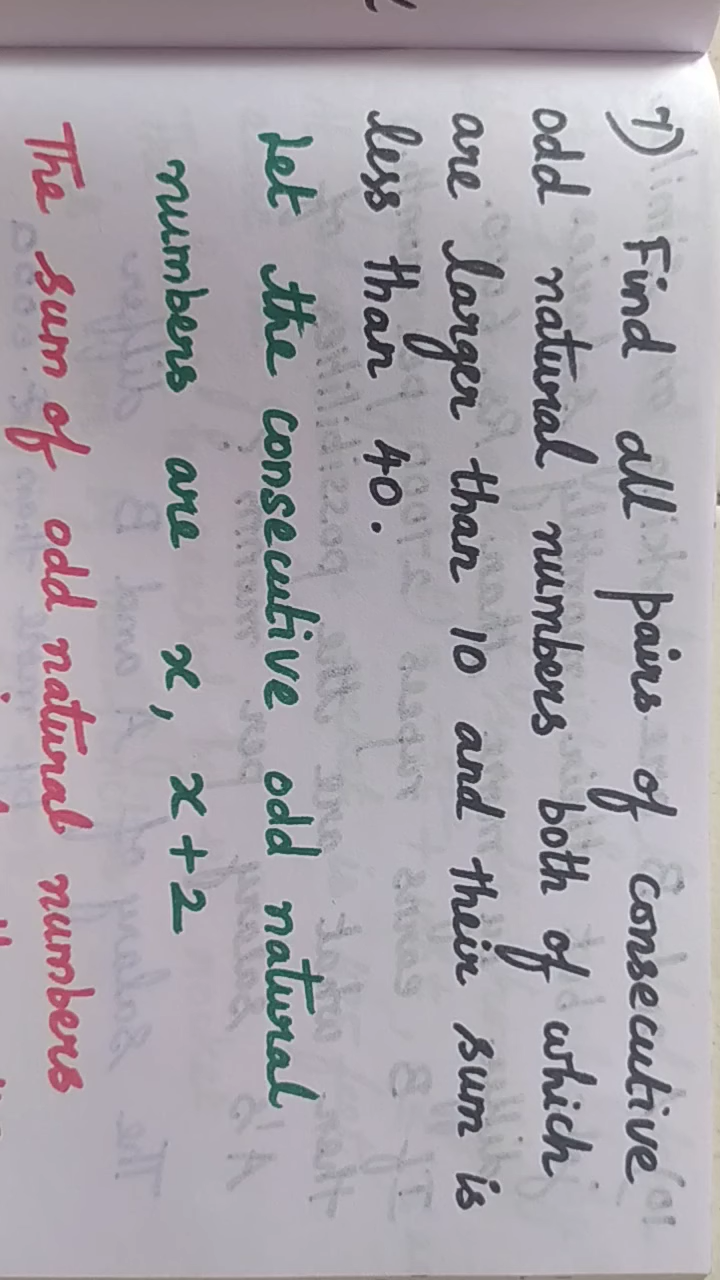 7) Find all pairs of consecutive
odd natural numbers both of which
are larger than 10 and their sum is
less than 40.
Let the consecutive odd natural
numbers are x, x+2
The sum of odd natural numbers